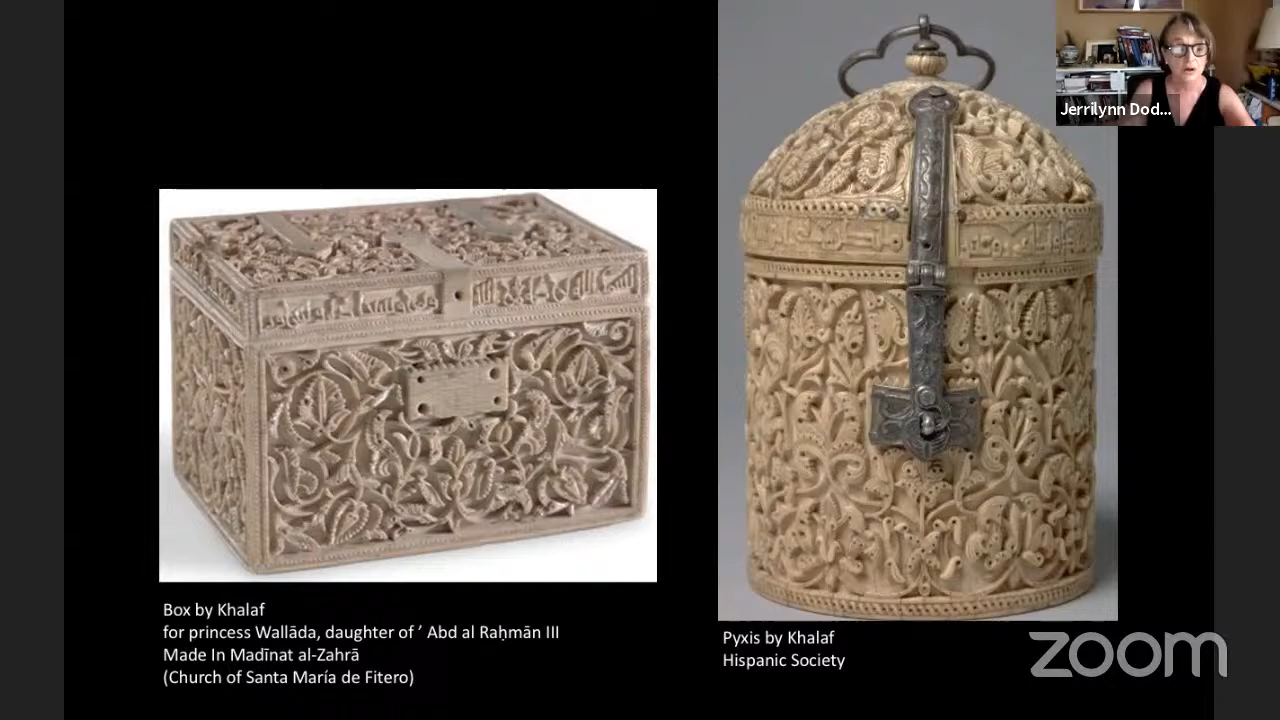 Jerrilynn Dod...
Box by Khalaf
for princess Wallāda, daughter of ’ Abd al Raḥmān III
Made In Madīnat al-Zahrā
(Church of Santa María de Fitero)
Pyxis by Khalaf
Hispanic Society
zoom